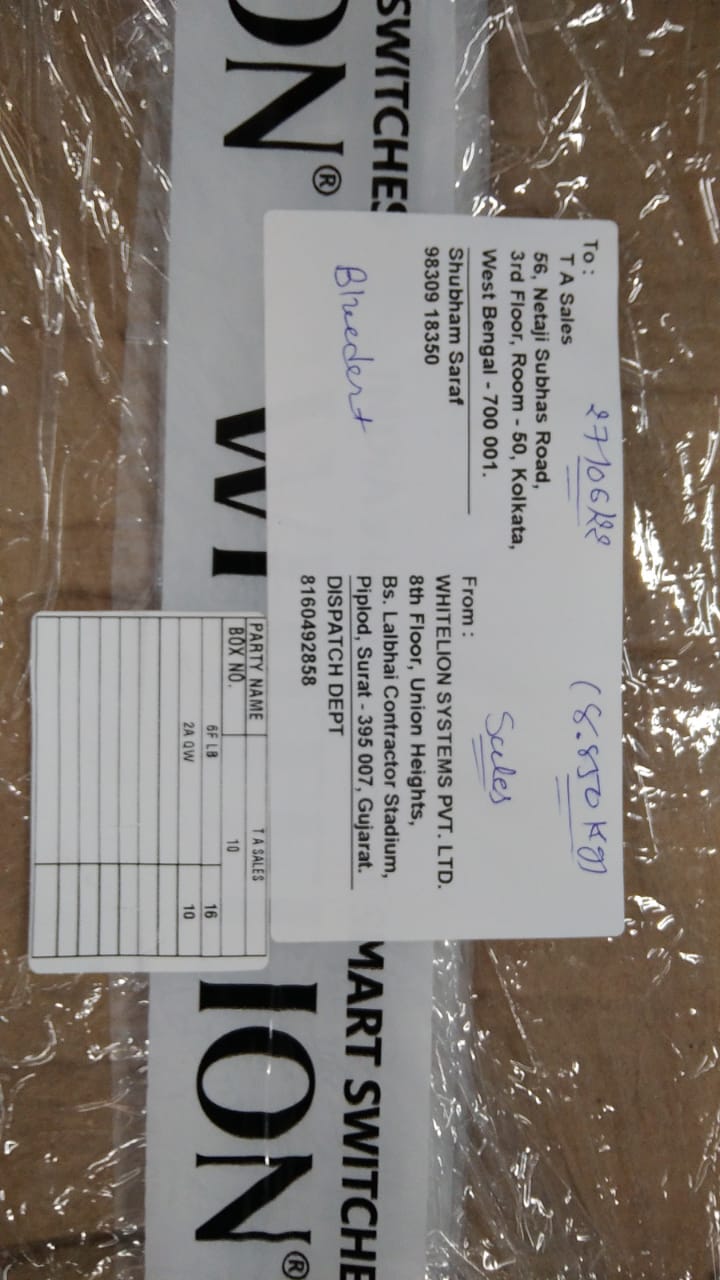 SWITCHES
ON®
To :
T A Sales
56, Netaji Subhas Road,
3rd Floor, Room - 50, Kolkata,
West Bengal - 700 001.
Shubham Saraf
98309 18350
27/06/22
(8.850 Kg)
Sales
From :
WHITELION SYSTEMS PVT. LTD.
8th Floor, Union Heights,
Bs. Lalbhai Contractor Stadium,
Piplod, Surat - 395 007, Gujarat.
DISPATCH DEPT
8160492858
PARTY NAME T A SALES
BOX NO. 10
6F LB 16
2A QW 10
W
MART SWITCHE
ION®